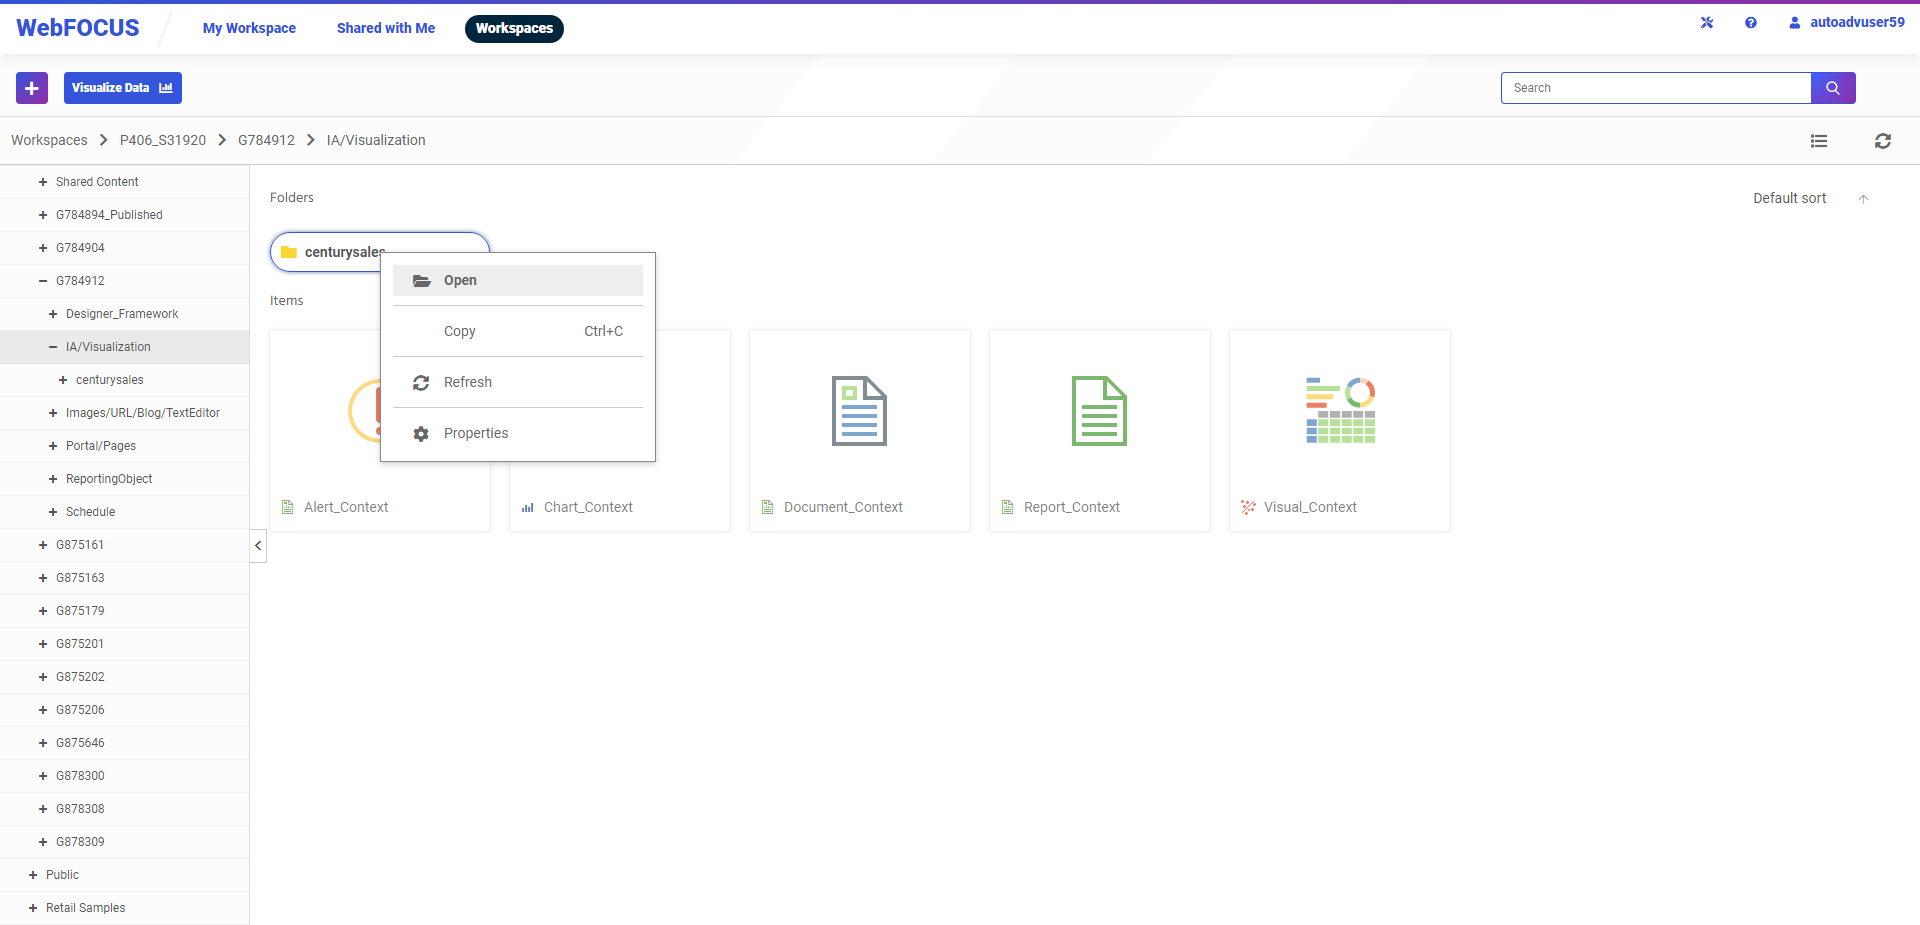 WebFOCUS
My Workspace
Shared with Me
Workspaces
autoadvuser59
Visualize Data
Search
Workspaces > P406_S31920 > G784912 > IA/Visualization
Shared Content
G784894_Published
G784904
G784912
Designer_Framework
IA/Visualization
centurysales
Images/URL/Blog/TextEditor
Portal/Pages
ReportingObject
Schedule
G875161
G875163
G875179
G875201
G875202
G875206
G875646
G878300
G878308
G878309
Public
Retail Samples
Folders
Default sort
centurysales
Open
Copy Ctrl+C
Refresh
Properties
Items
Alert_Context
Chart_Context
Document_Context
Report_Context
Visual_Context